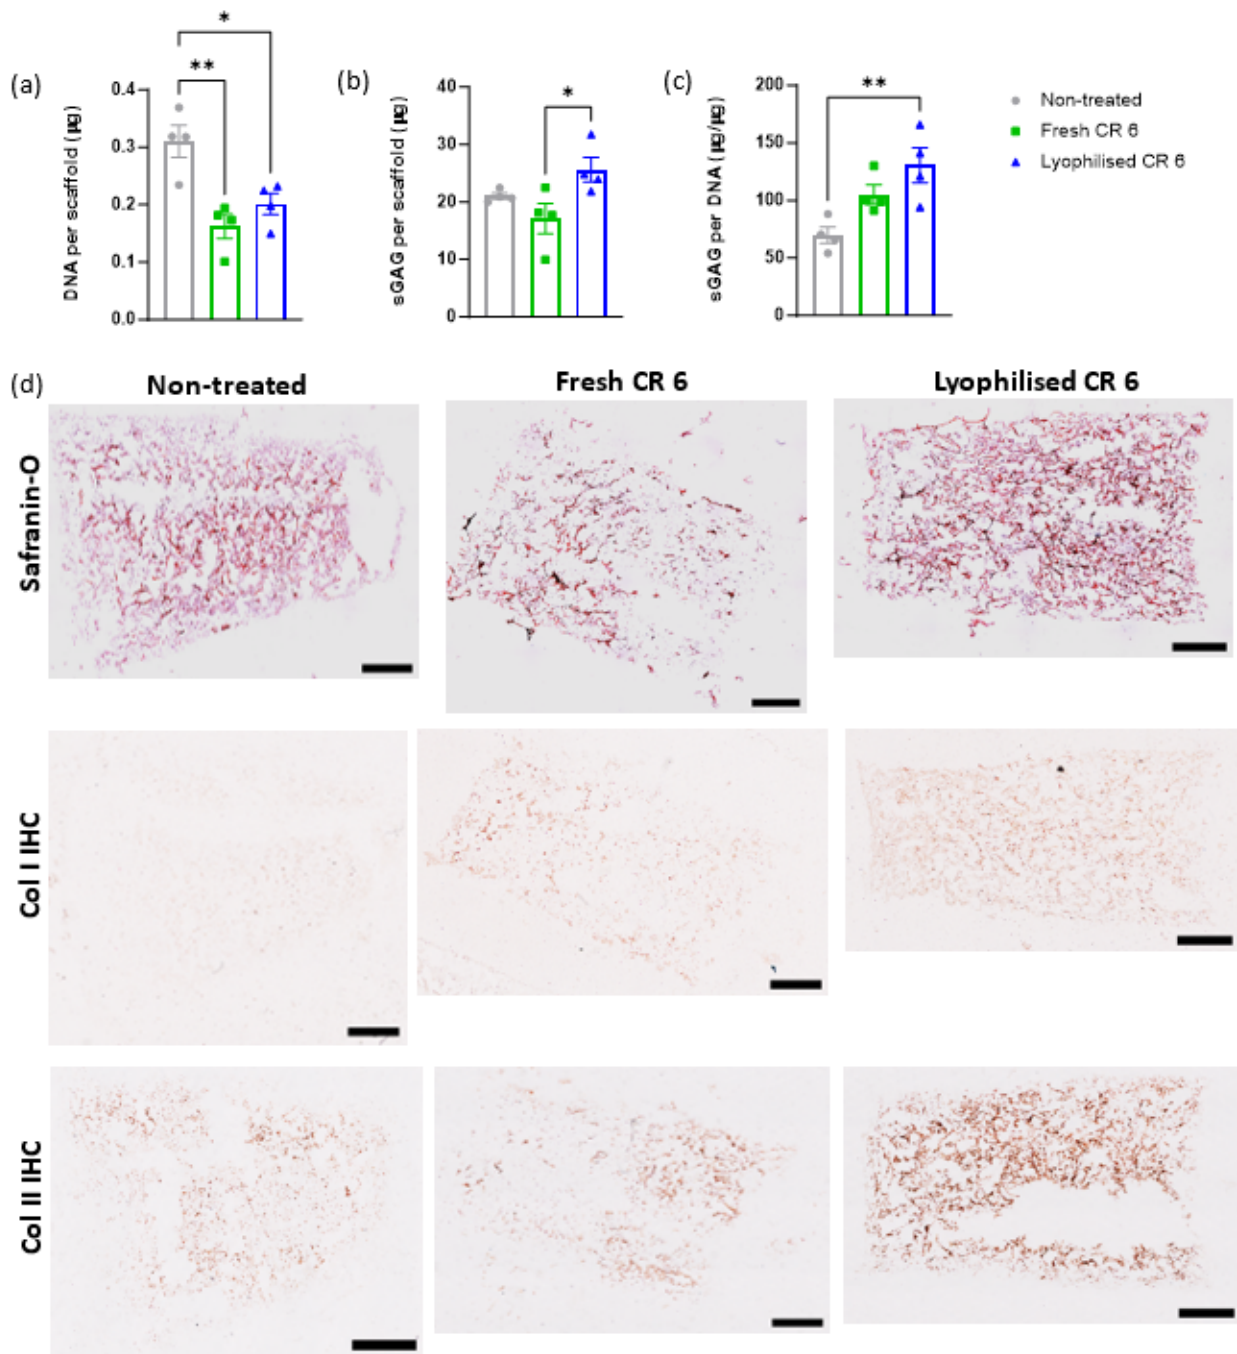 *
**
(a)
DNA per scaffold (µg)
0.4
0.3
0.2
0.1
0.0
(b)
*
sGAG per scaffold (µg)
40
30
20
10
0
(c)
**
sGAG per DNA (µg/µg)
200
150
100
50
0
Non-treated
Fresh CR 6
Lyophilised CR 6
(d)
Non-treated
Fresh CR 6
Lyophilised CR 6
Safranin-O
Col I IHC
Col II IHC